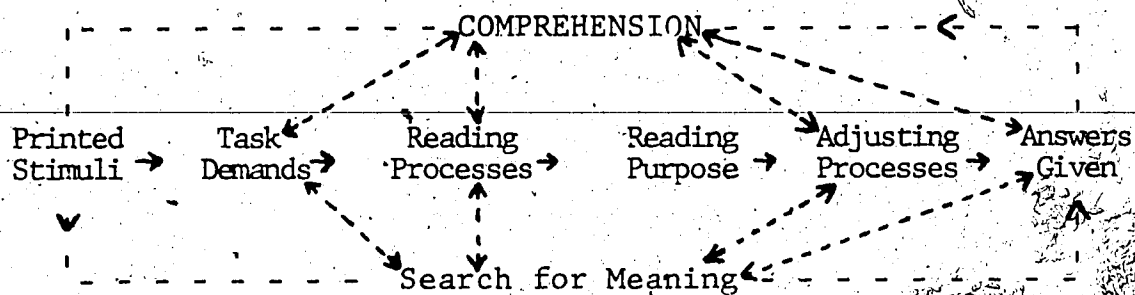 COMPREHENSION
Printed Task Reading Reading Adjusting Answers
Stimuli Demands Processes Purpose Processes Given
Search for Meaning